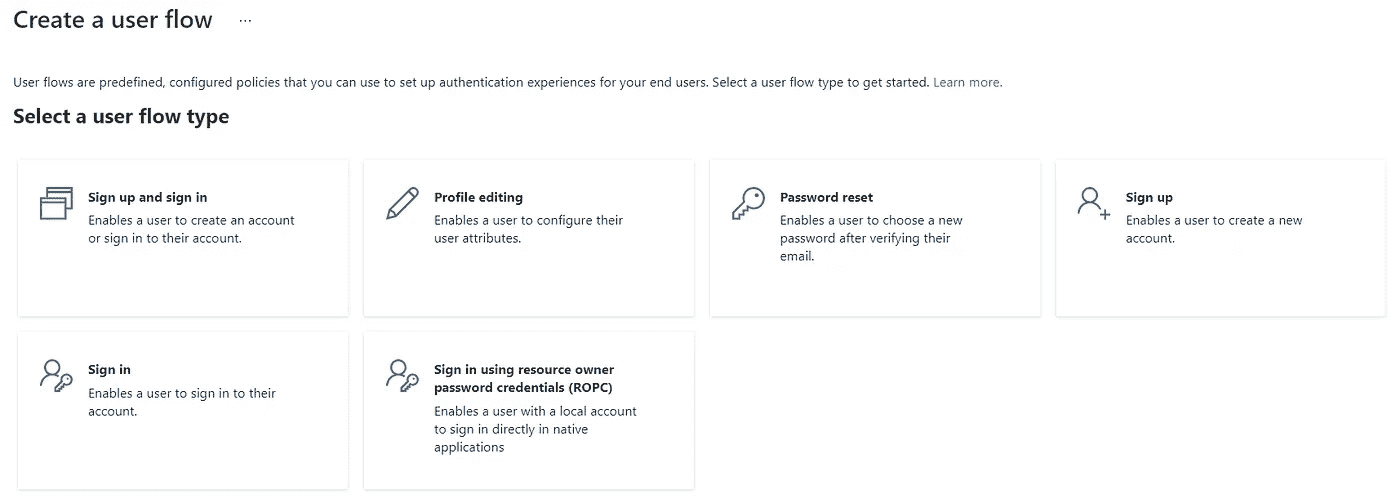 Create a user flow ...
User flows are predefined, configured policies that you can use to set up authentication experiences for your end users. Select a user flow type to get started. Learn more.
Select a user flow type
Sign up and sign in
Enables a user to create an account
or sign in to their account.
Profile editing
Enables a user to configure their
user attributes.
Password reset
Enables a user to choose a new
password after verifying their
email.
Sign up
Enables a user to create a new
account.
Sign in
Enables a user to sign in to their
account.
Sign in using resource owner
password credentials (ROPC)
Enables a user with a local account
to sign in directly in native
applications